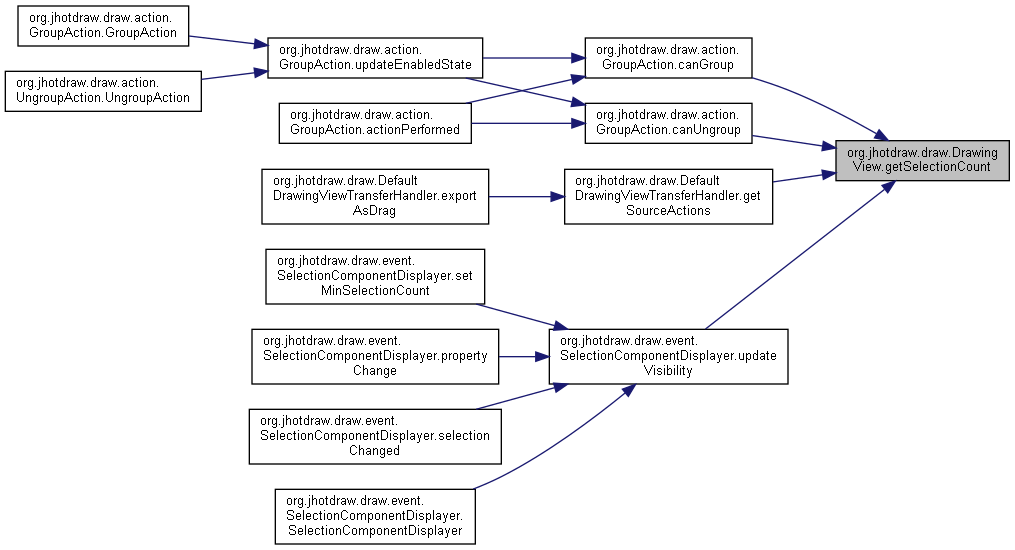 org.jhotdraw.draw.action.
GroupAction.GroupAction
org.jhotdraw.draw.action.
UngroupAction.UngroupAction
org.jhotdraw.draw.action.
GroupAction.updateEnabledState
org.jhotdraw.draw.action.
GroupAction.actionPerformed
org.jhotdraw.draw.action.
GroupAction.canGroup
org.jhotdraw.draw.action.
GroupAction.canUngroup
org.jhotdraw.draw.Drawing
View.getSelectionCount
org.jhotdraw.draw.Default
DrawingViewTransferHandler.export
AsDrag
org.jhotdraw.draw.Default
DrawingViewTransferHandler.get
SourceActions
org.jhotdraw.draw.event.
SelectionComponentDisplayer.set
MinSelectionCount
org.jhotdraw.draw.event.
SelectionComponentDisplayer.property
Change
org.jhotdraw.draw.event.
SelectionComponentDisplayer.update
Visibility
org.jhotdraw.draw.event.
SelectionComponentDisplayer.selection
Changed
org.jhotdraw.draw.event.
SelectionComponentDisplayer.
SelectionComponentDisplayer